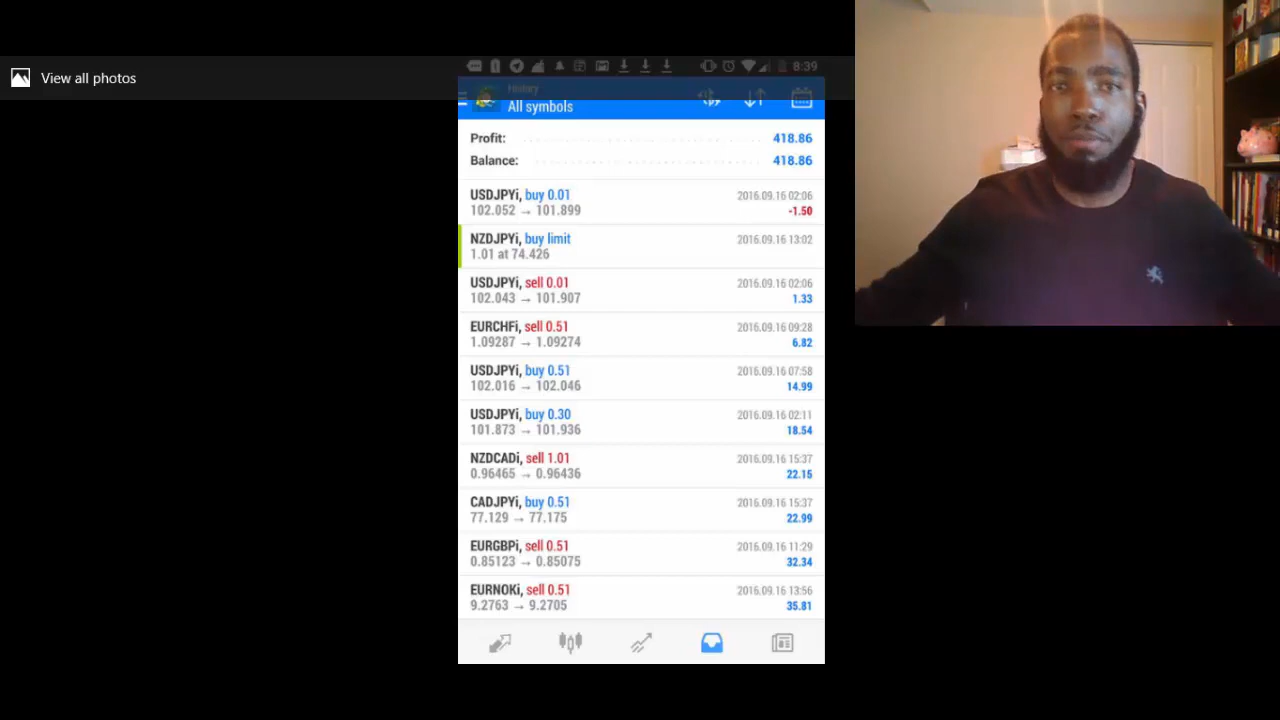 View all photos
8:39
History
All symbols
Profit: 418.86
Balance: 418.86
USDJPYi, buy 0.01 2016.09.16 02:06
102.052 → 101.899 -1.50
NZDJPYi, buy limit 2016.09.16 13:02
1.01 at 74.426
USDJPYi, sell 0.01 2016.09.16 02:06
102.043 → 101.907 1.33
EURCHFi, sell 0.51 2016.09.16 09:28
1.09287 → 1.09274 6.82
USDJPYi, buy 0.51 2016.09.16 07:58
102.016 → 102.046 14.99
USDJPYi, buy 0.30 2016.09.16 02:11
101.873 → 101.936 18.54
NZDCADi, sell 1.01 2016.09.16 15:37
0.96465 → 0.96436 22.15
CADJPYi, buy 0.51 2016.09.16 15:37
77.129 → 77.175 22.99
EURGBPi, sell 0.51 2016.09.16 11:29
0.85123 → 0.85075 32.34
EURNOKi, sell 0.51 2016.09.16 13:56
9.2763 → 9.2705 35.81